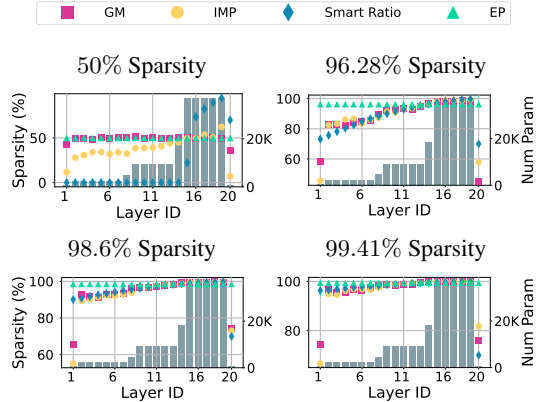 GM IMP Smart Ratio EP
50% Sparsity 96.28% Sparsity
Sparsity (%)
50
0
20K
0
1 6 11 16 20
Layer ID
100
80
60
20K
0
Num Param
1 6 11 16 20
Layer ID
98.6% Sparsity 99.41% Sparsity
Sparsity (%)
100
80
60
20K
0
1 6 11 16 20
Layer ID
100
80
20K
0
Num Param
1 6 11 16 20
Layer ID